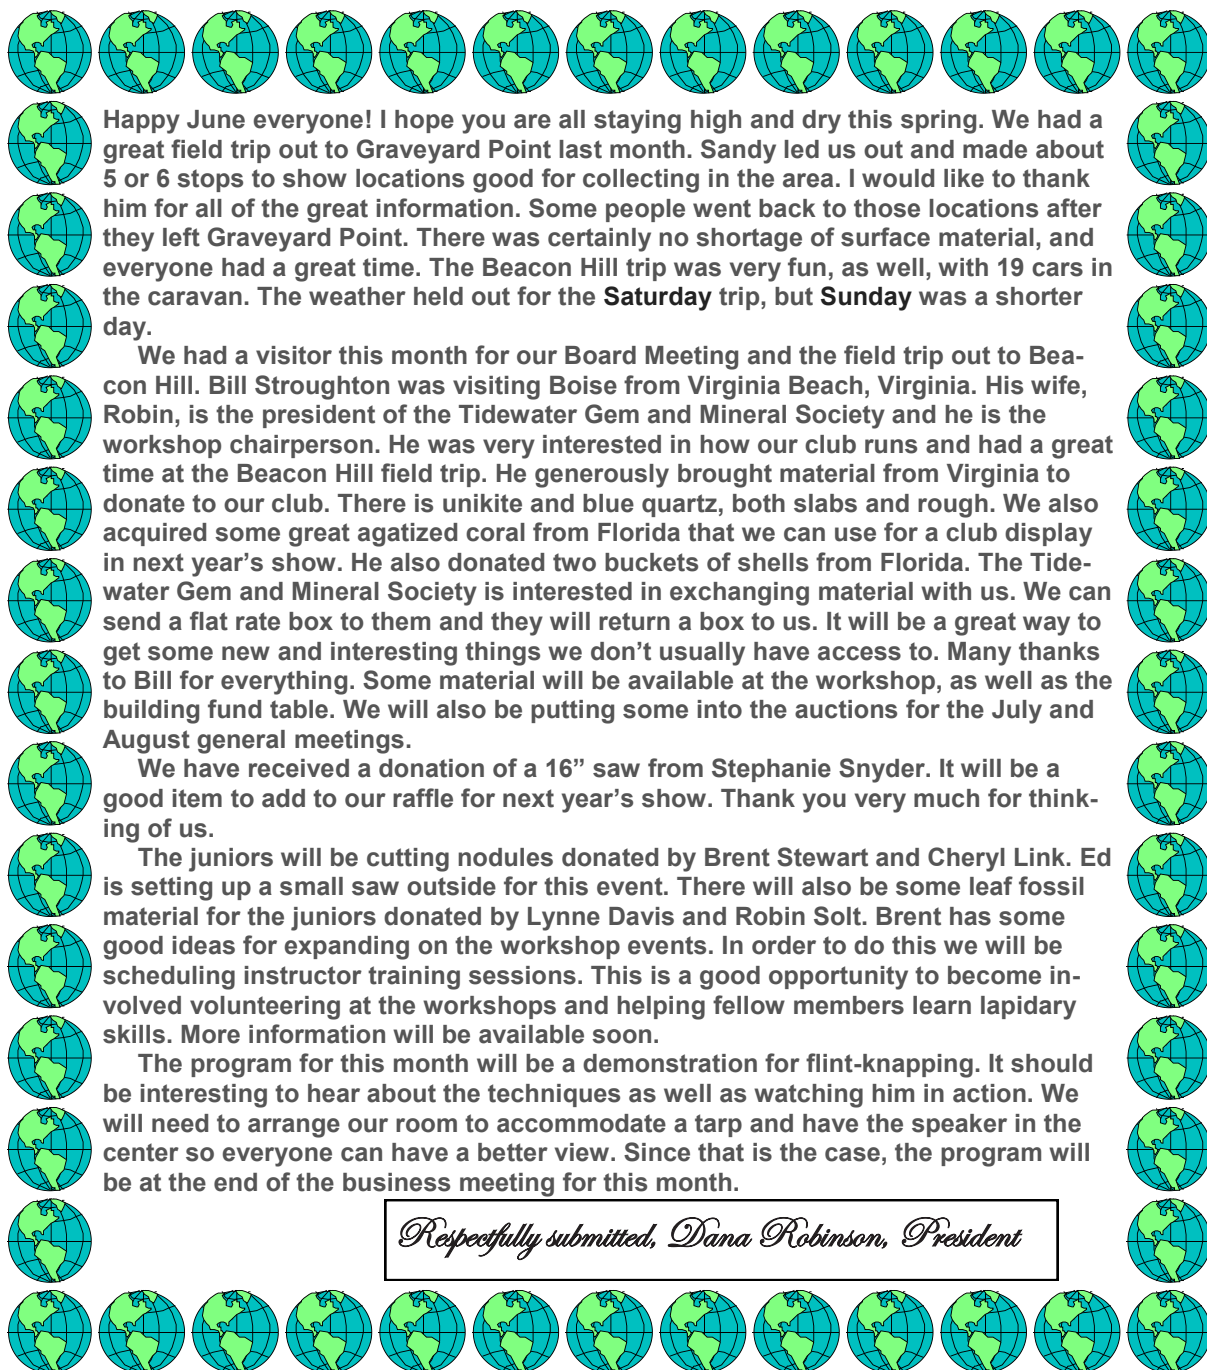 Happy June everyone! I hope you are all staying high and dry this spring. We had a
great field trip out to Graveyard Point last month. Sandy led us out and made about
5 or 6 stops to show locations good for collecting in the area. I would like to thank
him for all of the great information. Some people went back to those locations after
they left Graveyard Point. There was certainly no shortage of surface material, and
everyone had a great time. The Beacon Hill trip was very fun, as well, with 19 cars in
the caravan. The weather held out for the Saturday trip, but Sunday was a shorter
day.
We had a visitor this month for our Board Meeting and the field trip out to Bea-
con Hill. Bill Stroughton was visiting Boise from Virginia Beach, Virginia. His wife,
Robin, is the president of the Tidewater Gem and Mineral Society and he is the
workshop chairperson. He was very interested in how our club runs and had a great
time at the Beacon Hill field trip. He generously brought material from Virginia to
donate to our club. There is unikite and blue quartz, both slabs and rough. We also
acquired some great agatized coral from Florida that we can use for a club display
in next year’s show. He also donated two buckets of shells from Florida. The Tide-
water Gem and Mineral Society is interested in exchanging material with us. We can
send a flat rate box to them and they will return a box to us. It will be a great way to
get some new and interesting things we don’t usually have access to. Many thanks
to Bill for everything. Some material will be available at the workshop, as well as the
building fund table. We will also be putting some into the auctions for the July and
August general meetings.
We have received a donation of a 16” saw from Stephanie Snyder. It will be a
good item to add to our raffle for next year’s show. Thank you very much for think-
ing of us.
The juniors will be cutting nodules donated by Brent Stewart and Cheryl Link. Ed
is setting up a small saw outside for this event. There will also be some leaf fossil
material for the juniors donated by Lynne Davis and Robin Solt. Brent has some
good ideas for expanding on the workshop events. In order to do this we will be
scheduling instructor training sessions. This is a good opportunity to become in-
volved volunteering at the workshops and helping fellow members learn lapidary
skills. More information will be available soon.
The program for this month will be a demonstration for flint-knapping. It should
be interesting to hear about the techniques as well as watching him in action. We
will need to arrange our room to accommodate a tarp and have the speaker in the
center so everyone can have a better view. Since that is the case, the program will
be at the end of the business meeting for this month.
Respectfully submitted, Dana Robinson, President